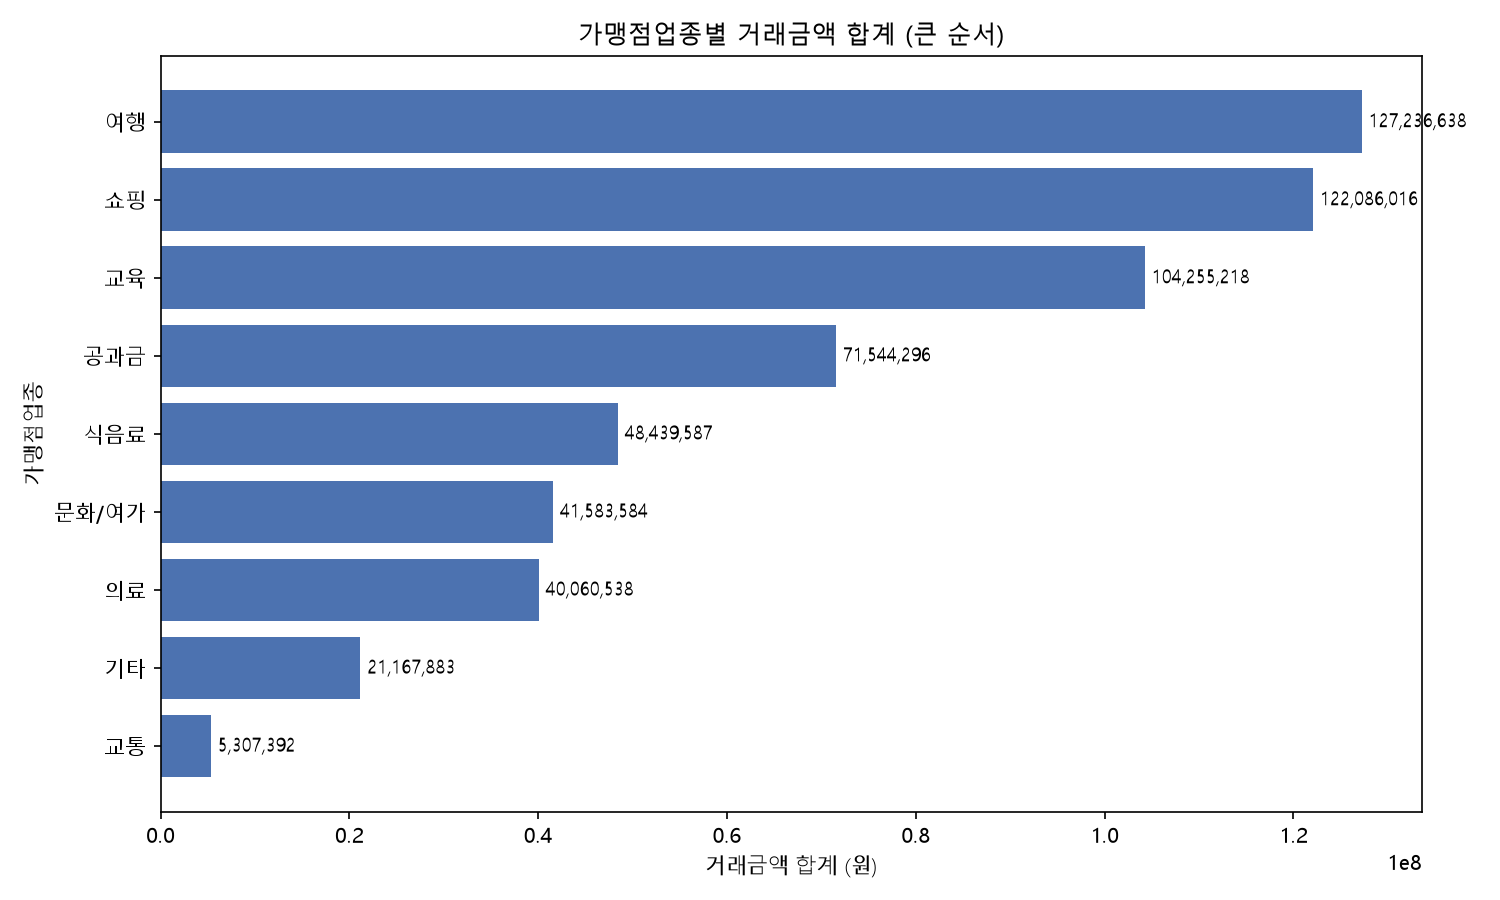 가맹점업종별 거래금액 합계 (큰 순서)
가맹점업종
여행 127,236,638
쇼핑 122,086,016
교육 104,255,218
공과금 71,544,296
식음료 48,439,587
문화/여가 41,583,584
의료 40,060,538
기타 21,167,883
교통 5,307,392
0.0 0.2 0.4 0.6 0.8 1.0 1.2
1e8
거래금액 합계 (원)